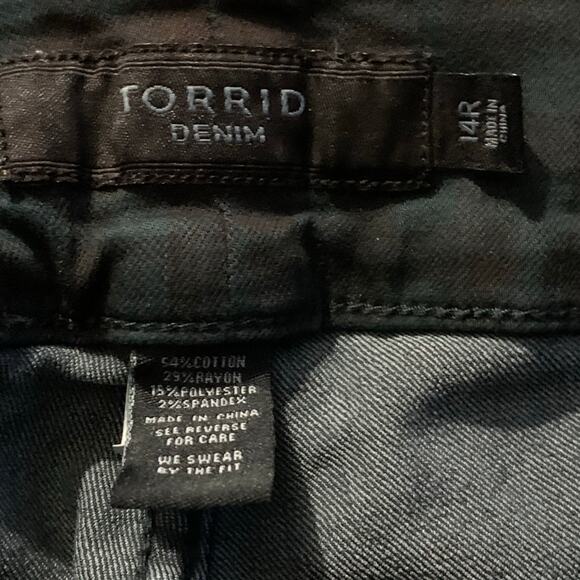 TORRID
DENIM
14R
MADE IN
CHINA
54% COTTON
29% RAYON
15% POLYESTER
2% SPANDEX
MADE IN CHINA
SEE REVERSE
FOR CARE
WE SWEAR
BY THE FIT